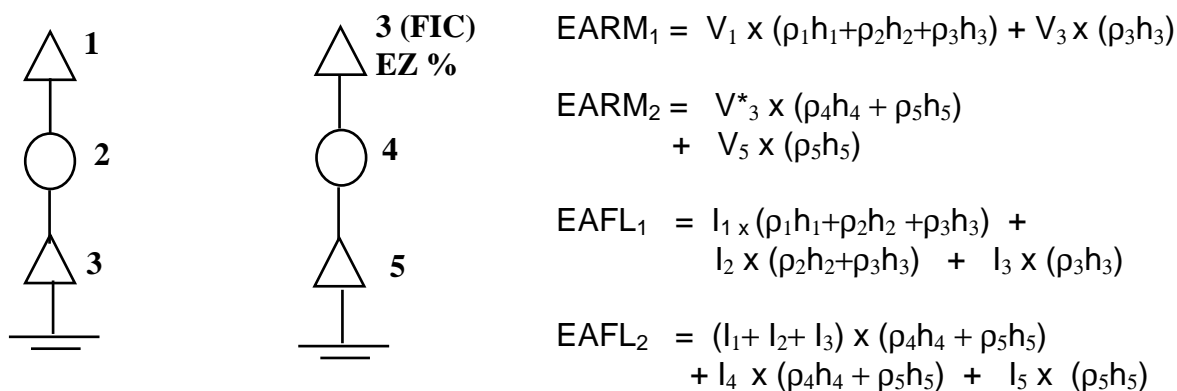 1
2
3
3 (FIC)
EZ %
4
5
EARM₁ = V₁ x (ρ₁h₁+ρ₂h₂+ρ₃h₃) + V₃ x (ρ₃h₃)
EARM₂ = V*₃ x (ρ₄h₄ + ρ₅h₅)
+ V₅ x (ρ₅h₅)
EAFL₁ = I₁ ₓ (ρ₁h₁+ρ₂h₂ +ρ₃h₃) +
I₂ x (ρ₂h₂+ρ₃h₃) + I₃ x (ρ₃h₃)
EAFL₂ = (I₁+ I₂+ I₃) x (ρ₄h₄ + ρ₅h₅)
+ I₄ x (ρ₄h₄ + ρ₅h₅) + I₅ x (ρ₅h₅)